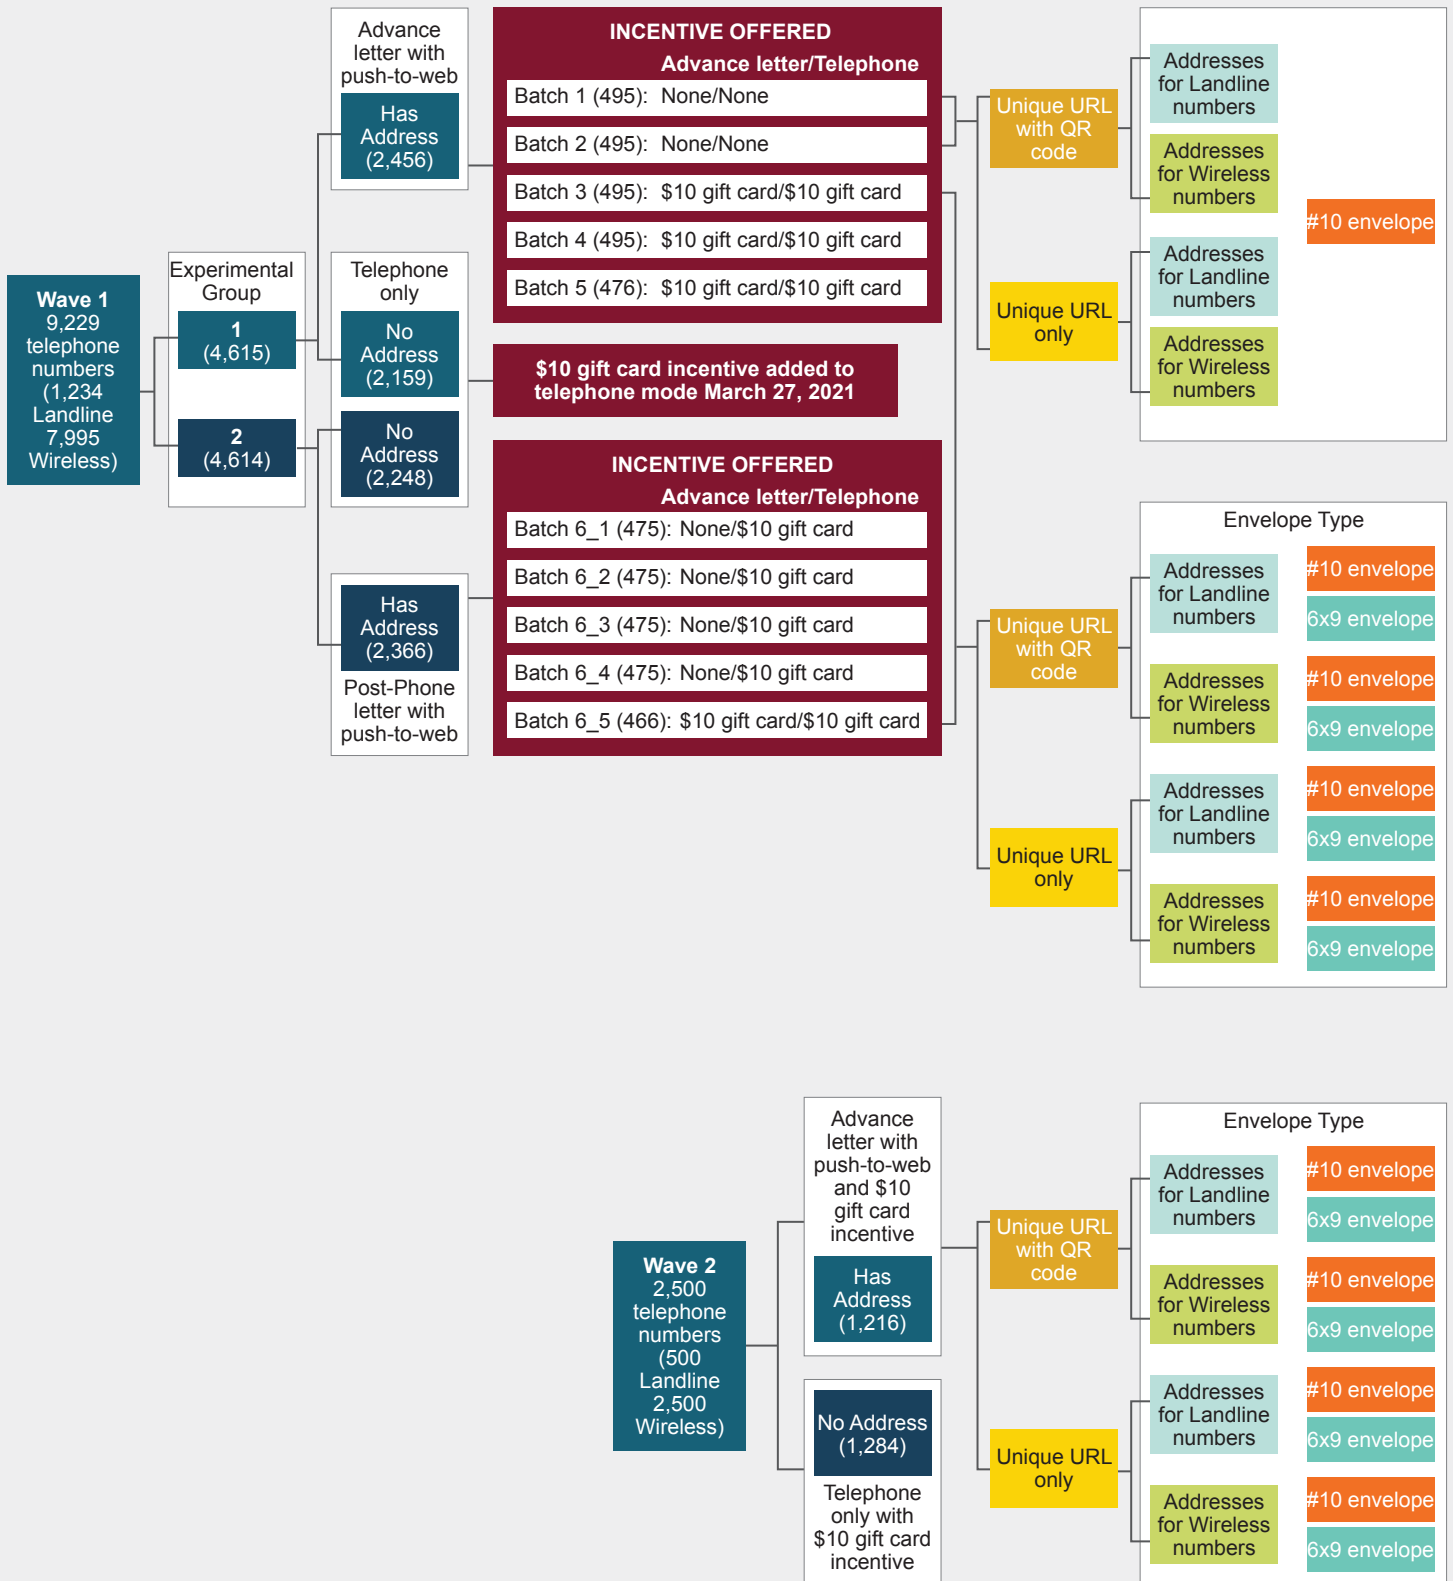 Wave 1
9,229
telephone
numbers
(1,234
Landline
7,995
Wireless)
Experimental
Group
1
(4,615)
2
(4,614)
Advance
letter with
push-to-web
Has
Address
(2,456)
Telephone
only
No
Address
(2,159)
No
Address
(2,248)
Has
Address
(2,366)
Post-Phone
letter with
push-to-web
INCENTIVE OFFERED
Advance letter/Telephone
Batch 1 (495): None/None
Batch 2 (495): None/None
Batch 3 (495): $10 gift card/$10 gift card
Batch 4 (495): $10 gift card/$10 gift card
Batch 5 (476): $10 gift card/$10 gift card
$10 gift card incentive added to
telephone mode March 27, 2021
INCENTIVE OFFERED
Advance letter/Telephone
Batch 6_1 (475): None/$10 gift card
Batch 6_2 (475): None/$10 gift card
Batch 6_3 (475): None/$10 gift card
Batch 6_4 (475): None/$10 gift card
Batch 6_5 (466): $10 gift card/$10 gift card
Unique URL
with QR
code
Unique URL
only
Addresses
for Landline
numbers
Addresses
for Wireless
numbers
Addresses
for Landline
numbers
Addresses
for Wireless
numbers
#10 envelope
Unique URL
with QR
code
Unique URL
only
Envelope Type
Addresses
for Landline
numbers
#10 envelope
6x9 envelope
Addresses
for Wireless
numbers
#10 envelope
6x9 envelope
Addresses
for Landline
numbers
#10 envelope
6x9 envelope
Addresses
for Wireless
numbers
#10 envelope
6x9 envelope
Wave 2
2,500
telephone
numbers
(500
Landline
2,500
Wireless)
Advance
letter with
push-to-web
and $10
gift card
incentive
Has
Address
(1,216)
No Address
(1,284)
Telephone
only with
$10 gift card
incentive
Unique URL
with QR
code
Unique URL
only
Envelope Type
Addresses
for Landline
numbers
#10 envelope
6x9 envelope
Addresses
for Wireless
numbers
#10 envelope
6x9 envelope
Addresses
for Landline
numbers
#10 envelope
6x9 envelope
Addresses
for Wireless
numbers
#10 envelope
6x9 envelope